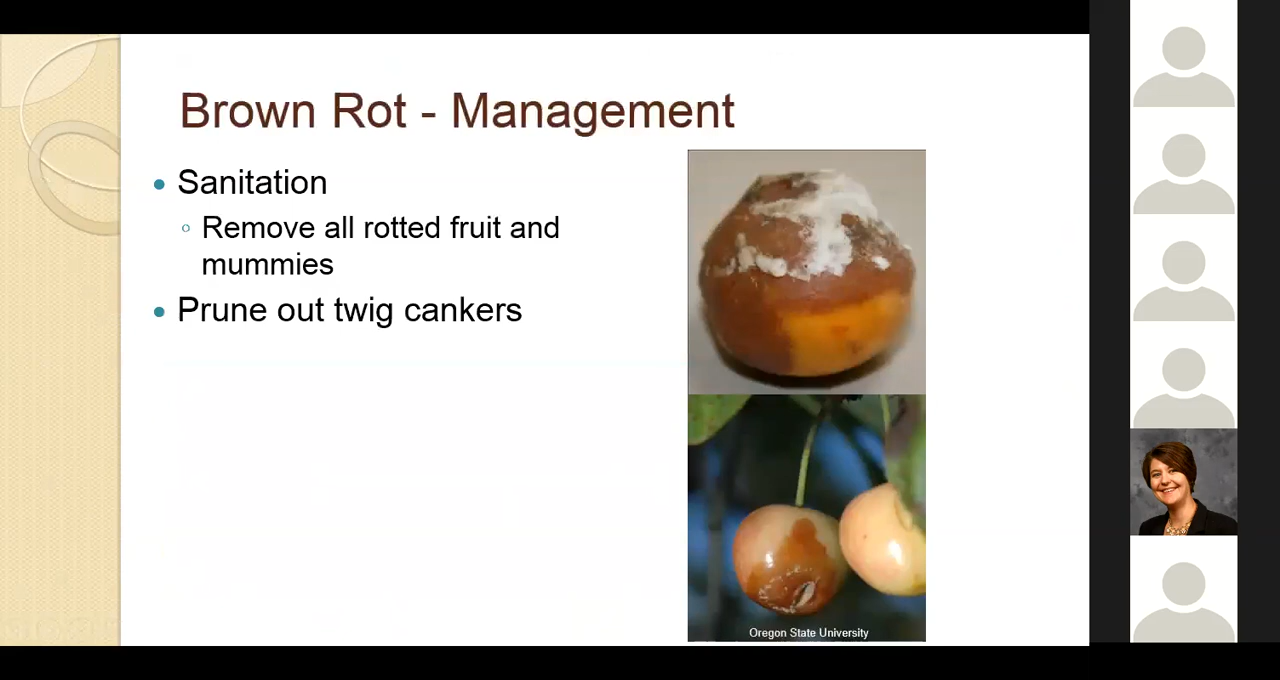 Brown Rot - Management
Sanitation
Remove all rotted fruit and
mummies
Prune out twig cankers
Oregon State University